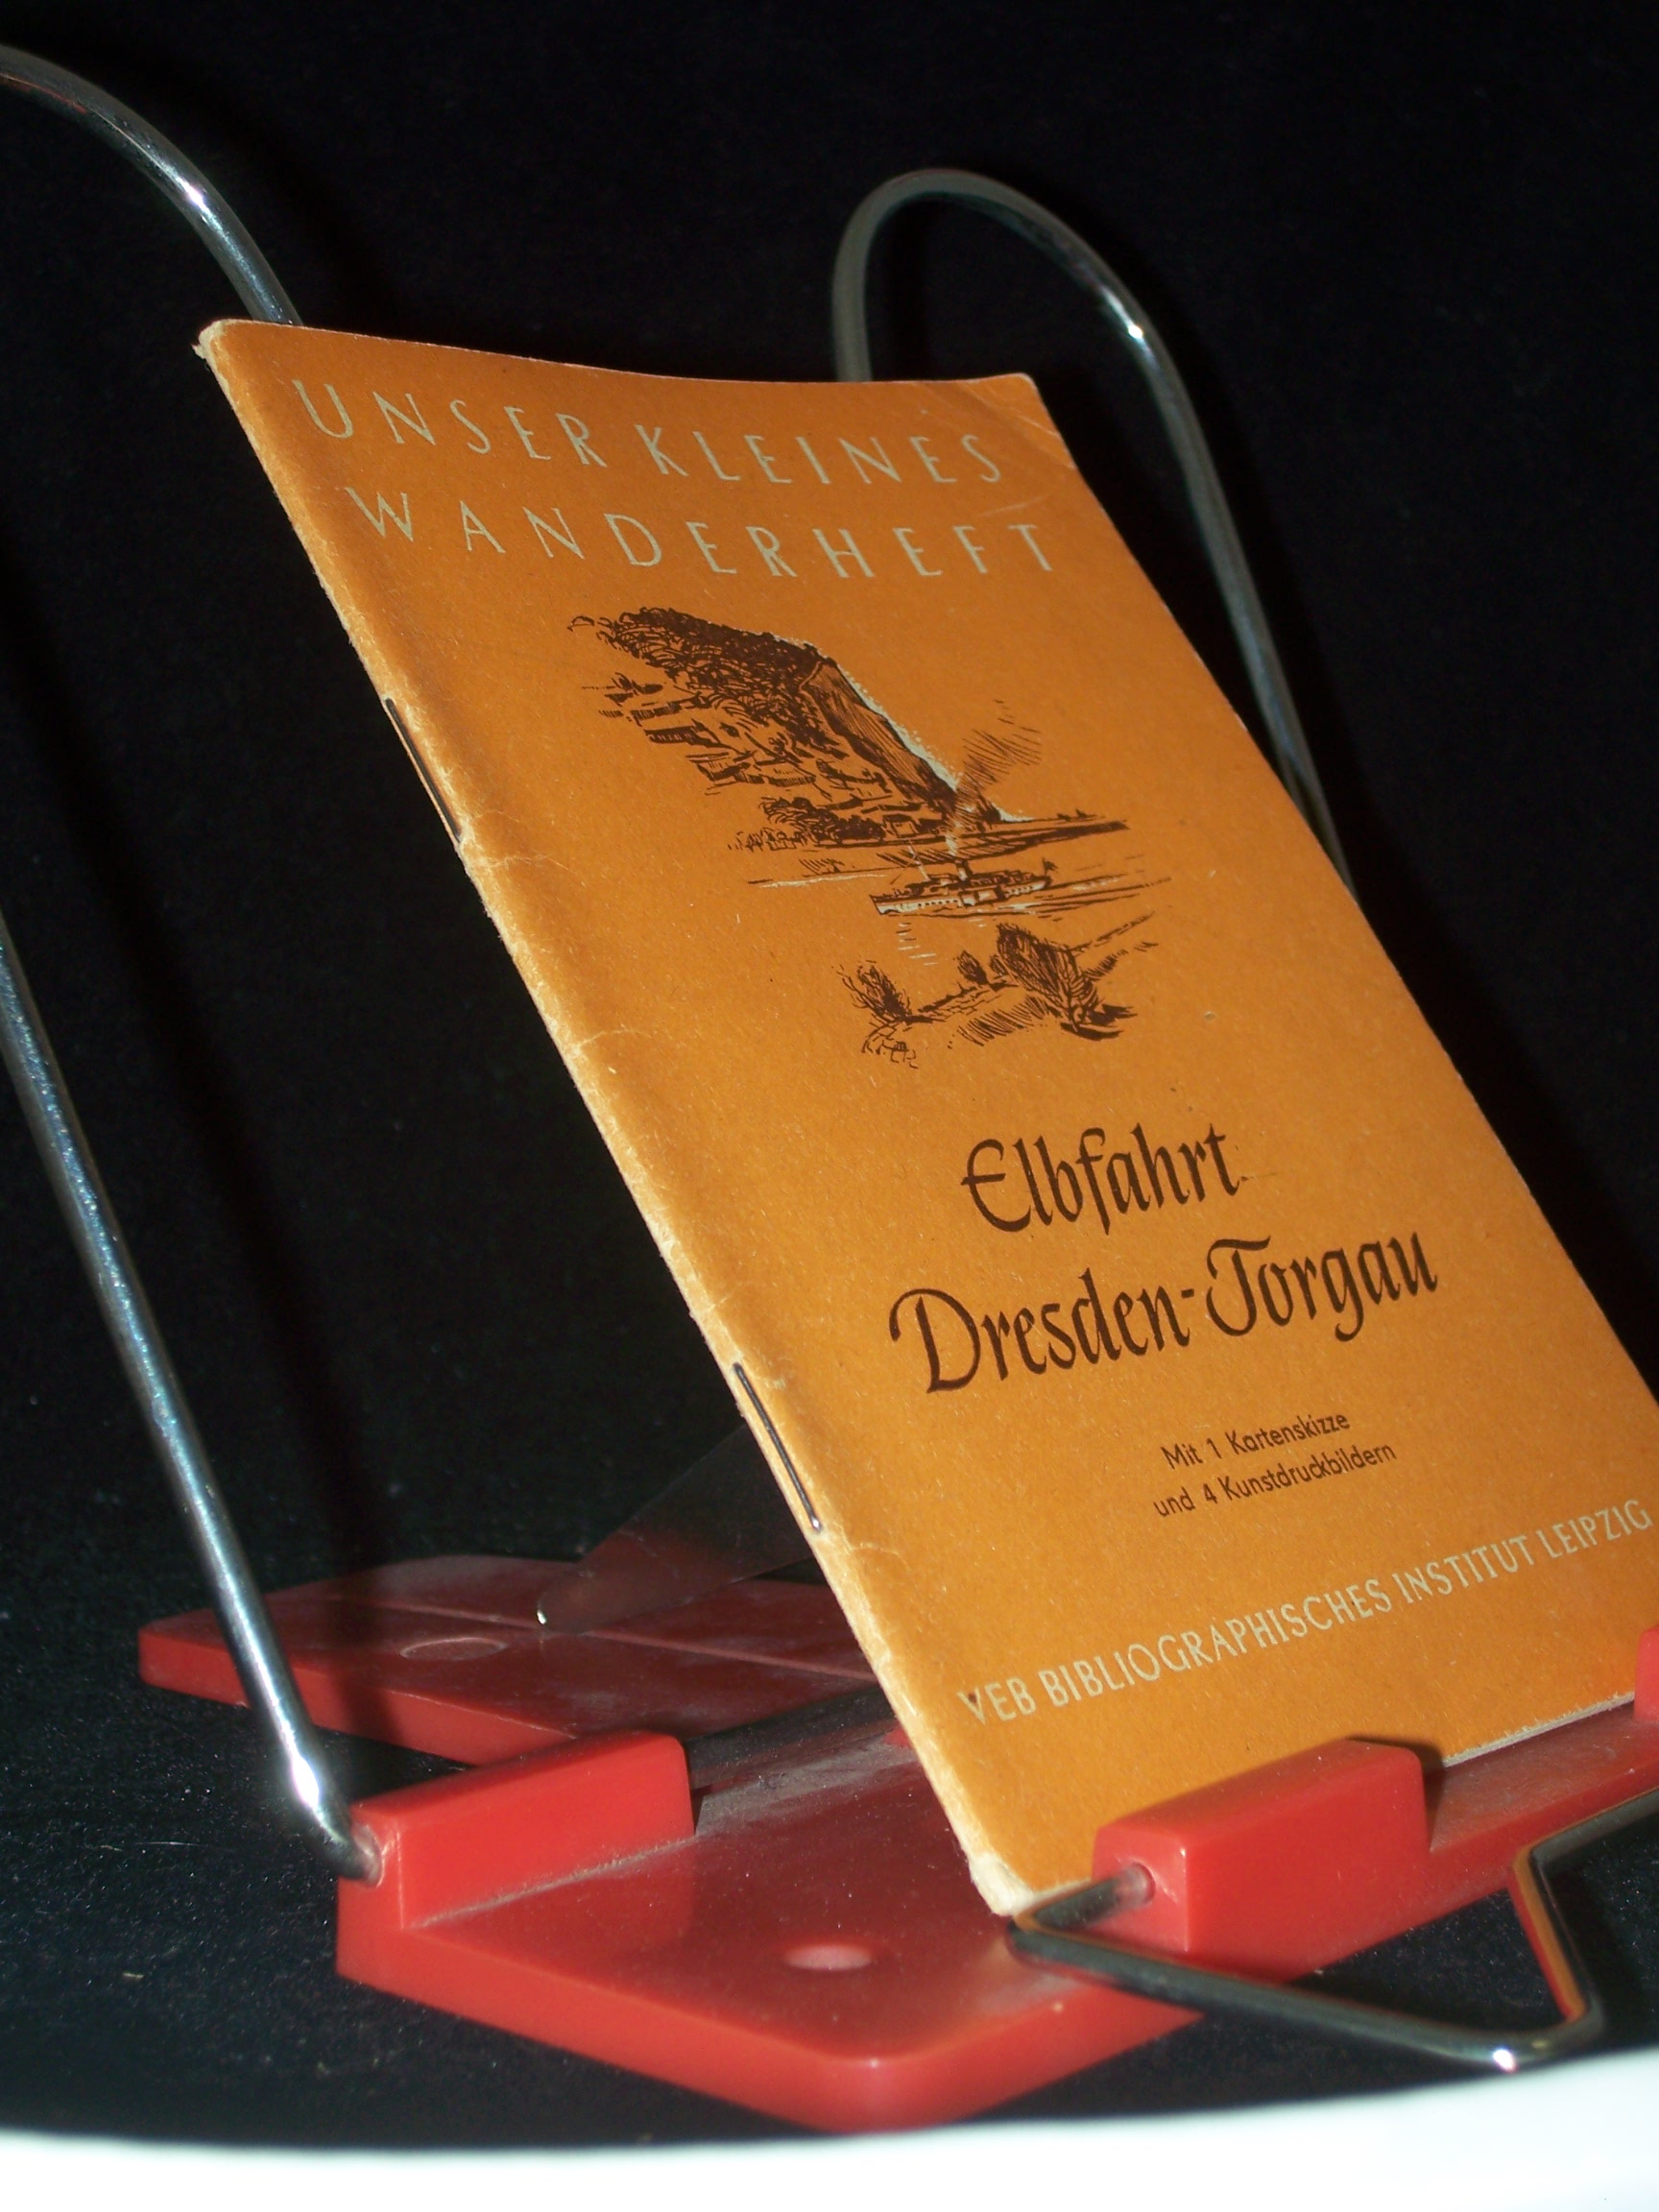 UNSER KLEINES
WANDERHEFT
Elbfahrt
Dresden-Torgau
Mit 1 Kartenskizze
und 4 Kunstdruckbildern
VEB BIBLIOGRAPHISCHES INSTITUT LEIPZIG